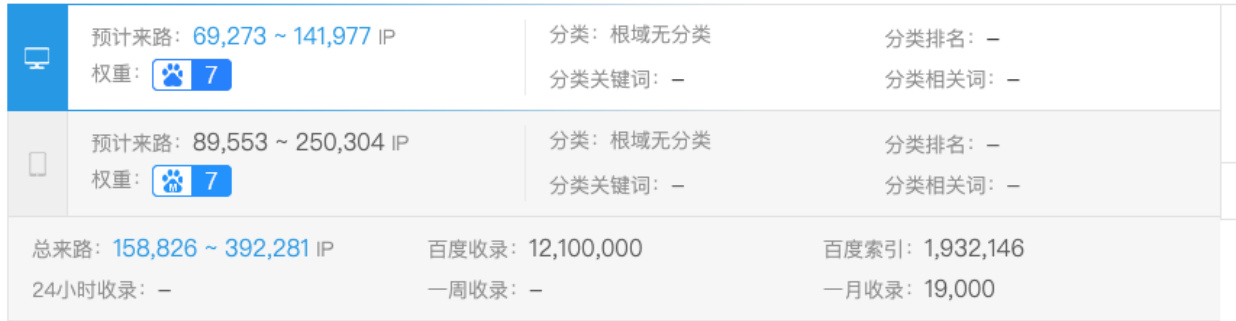 预计来路：69,273 ~ 141,977 IP 分类：根域无分类 分类排名：–
权重： 7 分类关键词：– 分类相关词：–
预计来路：89,553 ~ 250,304 IP 分类：根域无分类 分类排名：–
权重： M 7 分类关键词：– 分类相关词：–
总来路：158,826 ~ 392,281 IP 百度收录：12,100,000 百度索引：1,932,146
24小时收录：– 一周收录：– 一月收录：19,000